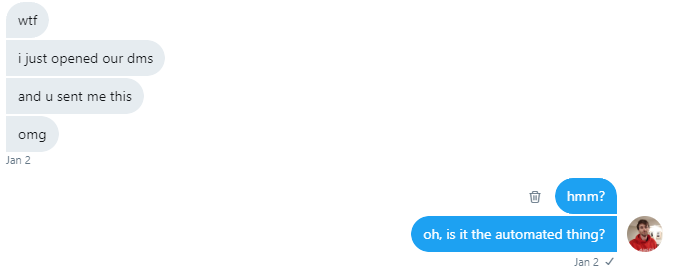 wtf
i just opened our dms
and u sent me this
omg
Jan 2
hmm?
oh, is it the automated thing?
Jan 2 ✓